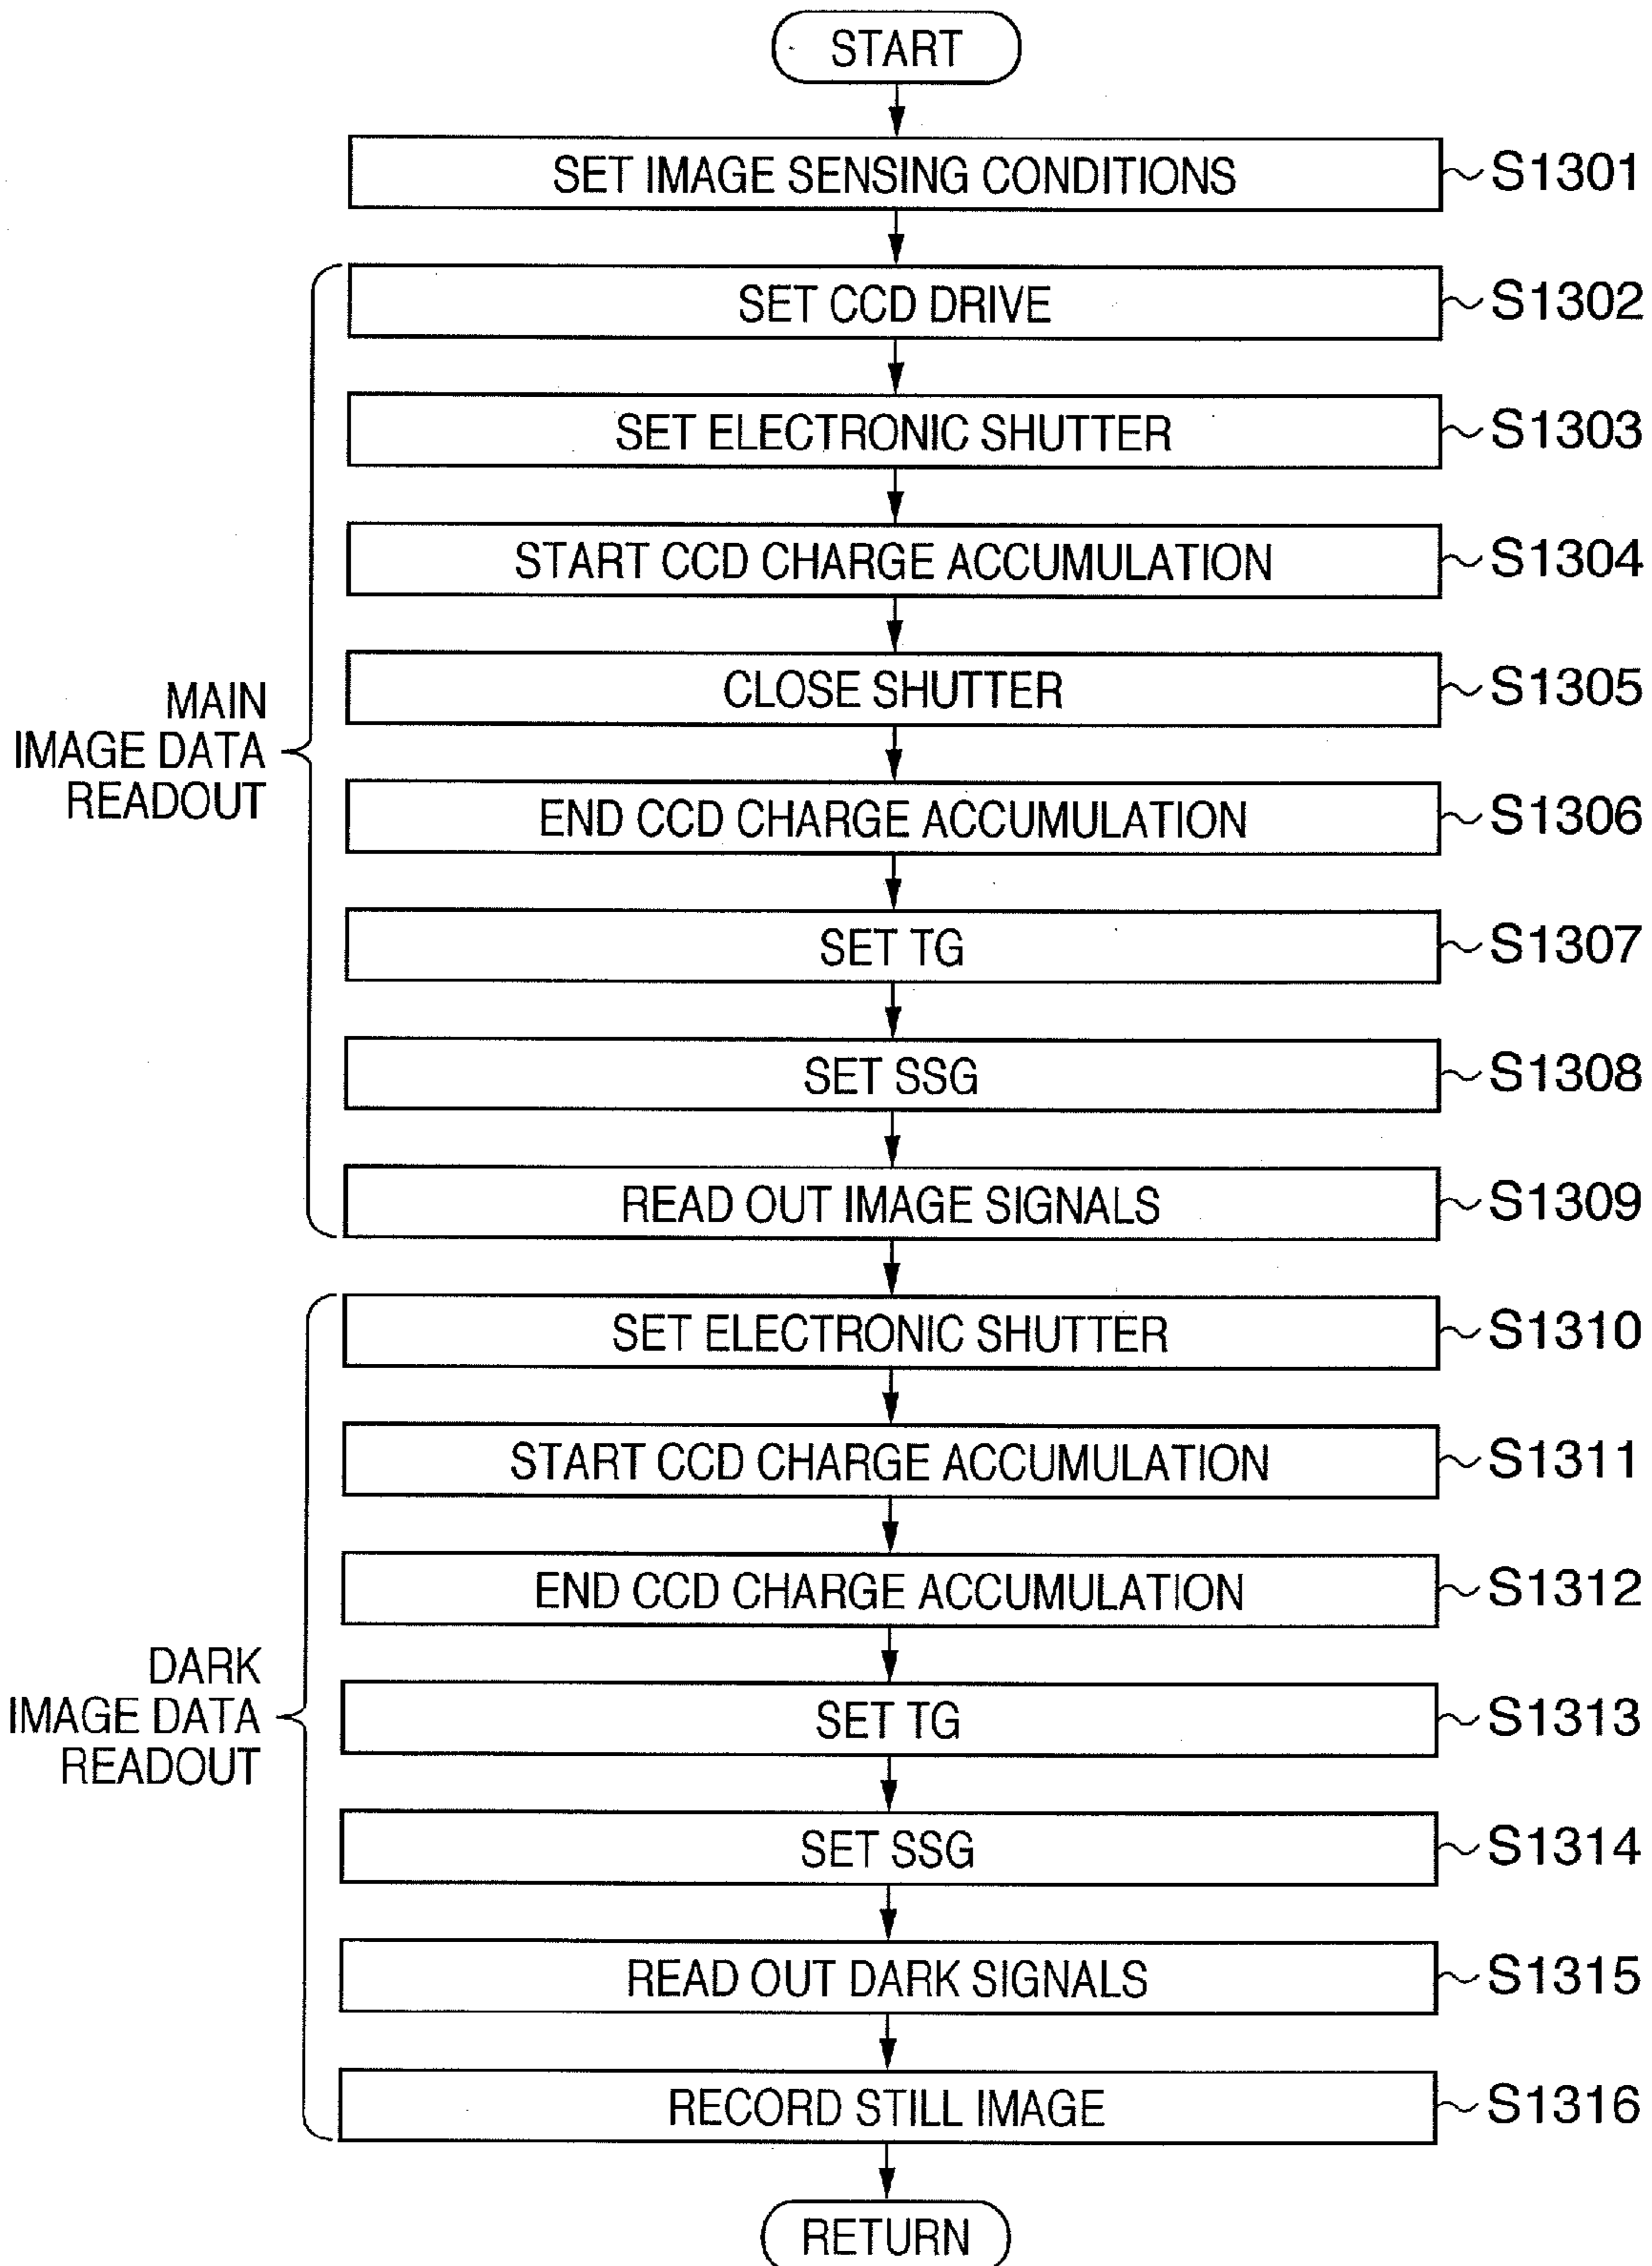 START
SET IMAGE SENSING CONDITIONS
S1301
SET CCD DRIVE
S1302
SET ELECTRONIC SHUTTER
S1303
START CCD CHARGE ACCUMULATION
S1304
CLOSE SHUTTER
S1305
MAIN
IMAGE DATA
READOUT
END CCD CHARGE ACCUMULATION
S1306
SET TG
S1307
SET SSG
S1308
READ OUT IMAGE SIGNALS
S1309
SET ELECTRONIC SHUTTER
S1310
START CCD CHARGE ACCUMULATION
S1311
END CCD CHARGE ACCUMULATION
S1312
DARK
IMAGE DATA
READOUT
SET TG
S1313
SET SSG
S1314
READ OUT DARK SIGNALS
S1315
RECORD STILL IMAGE
S1316
RETURN